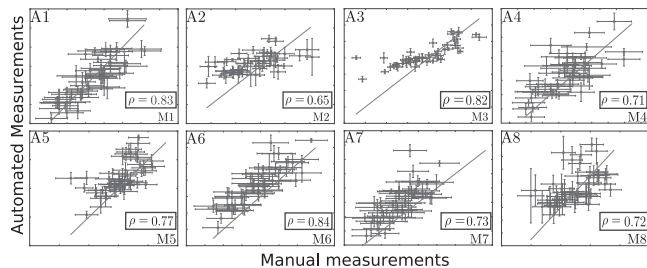 Automated Measurements
A1
ρ = 0.83
M1
A2
ρ = 0.65
M2
A3
ρ = 0.82
M3
A4
ρ = 0.71
M4
A5
ρ = 0.77
M5
A6
ρ = 0.84
M6
A7
ρ = 0.73
M7
A8
ρ = 0.72
M8
Manual measurements